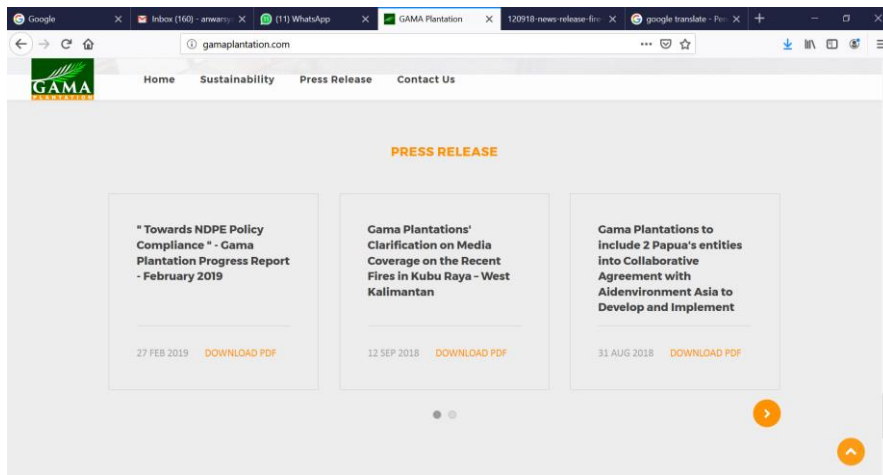 Google
Inbox (160) - anwarsy
(11) WhatsApp
GAMA Plantation
120918-news-release-fire
google translate - Pen
gamaplantation.com
GAMA
PLANTATION
Home Sustainability Press Release Contact Us
PRESS RELEASE
" Towards NDPE Policy
Compliance " - Gama
Plantation Progress Report
- February 2019
27 FEB 2019 DOWNLOAD PDF
Gama Plantations'
Clarification on Media
Coverage on the Recent
Fires in Kubu Raya – West
Kalimantan
12 SEP 2018 DOWNLOAD PDF
Gama Plantations to
include 2 Papua's entities
into Collaborative
Agreement with
Aidenvironment Asia to
Develop and Implement
31 AUG 2018 DOWNLOAD PDF